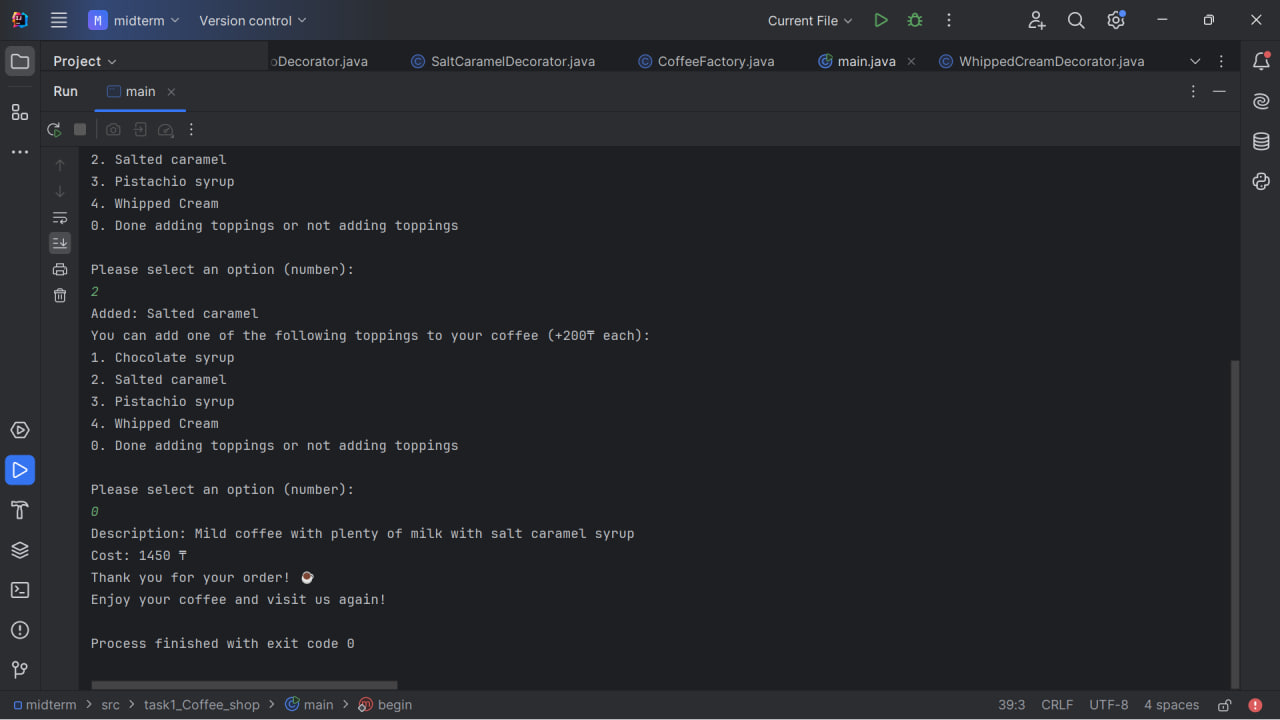 M midterm Version control Current File
Project oDecorator.java SaltCaramelDecorator.java CoffeeFactory.java main.java WhippedCreamDecorator.java
Run main
2. Salted caramel
3. Pistachio syrup
4. Whipped Cream
0. Done adding toppings or not adding toppings
Please select an option (number):
2
Added: Salted caramel
You can add one of the following toppings to your coffee (+200₸ each):
1. Chocolate syrup
2. Salted caramel
3. Pistachio syrup
4. Whipped Cream
0. Done adding toppings or not adding toppings
Please select an option (number):
0
Description: Mild coffee with plenty of milk with salt caramel syrup
Cost: 1450 ₸
Thank you for your order! ☕
Enjoy your coffee and visit us again!
Process finished with exit code 0
midterm > src > task1_Coffee_shop > main > begin 39:3 CRLF UTF-8 4 spaces